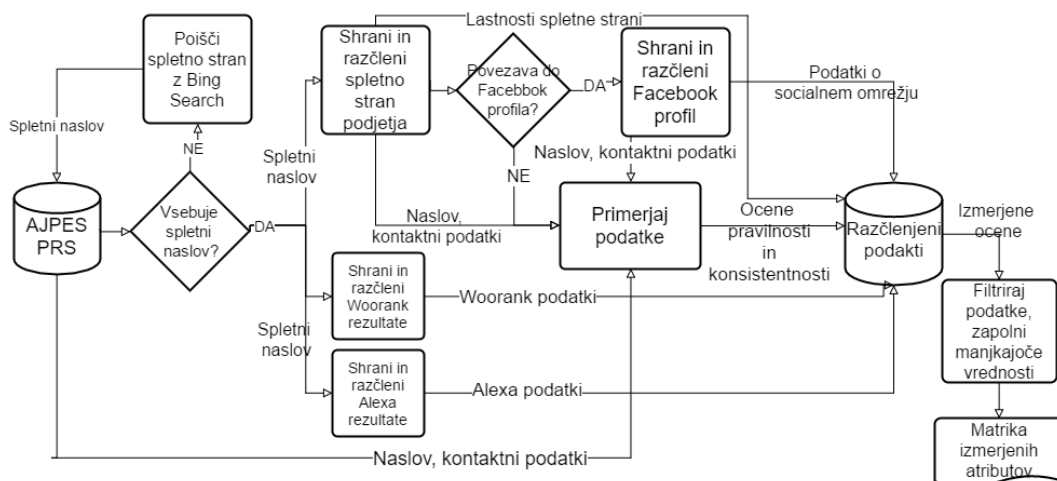 Poišči
spletno stran
z Bing
Search
Spletni naslov
NE
AJPES
PRS
Vsebuje
spletni
naslov?
DA
Spletni
naslov
Spletni
naslov
Shrani in
razčleni
spletno
stran
podjetja
Lastnosti spletne strani
Povezava do
Facebbok
profila?
DA
NE
Shrani in
razčleni
Facebook
profil
Podatki o
socialnem omrežju
Naslov, kontaktni podatki
Naslov,
kontaktni podatki
Primerjaj
podatke
Ocene
pravilnosti
in
konsistentnosti
Razčlenjeni
podakti
Izmerjene
ocene
Shrani in
razčleni
Woorank
rezultate
Woorank podatki
Shrani in
razčleni
Alexa
rezultate
Alexa podatki
Naslov, kontaktni podatki
Filtriraj
podatke,
zapolni
manjkajoče
vrednosti
Matrika
izmerjenih
atributov